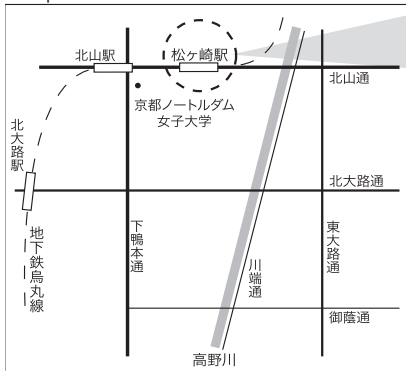 北山駅
松ヶ崎駅
北山通
京都ノートルダム
女子大学
北大路駅
北大路通
地下鉄烏丸線
下鴨本通
川端通
東大路通
御蔭通
高野川